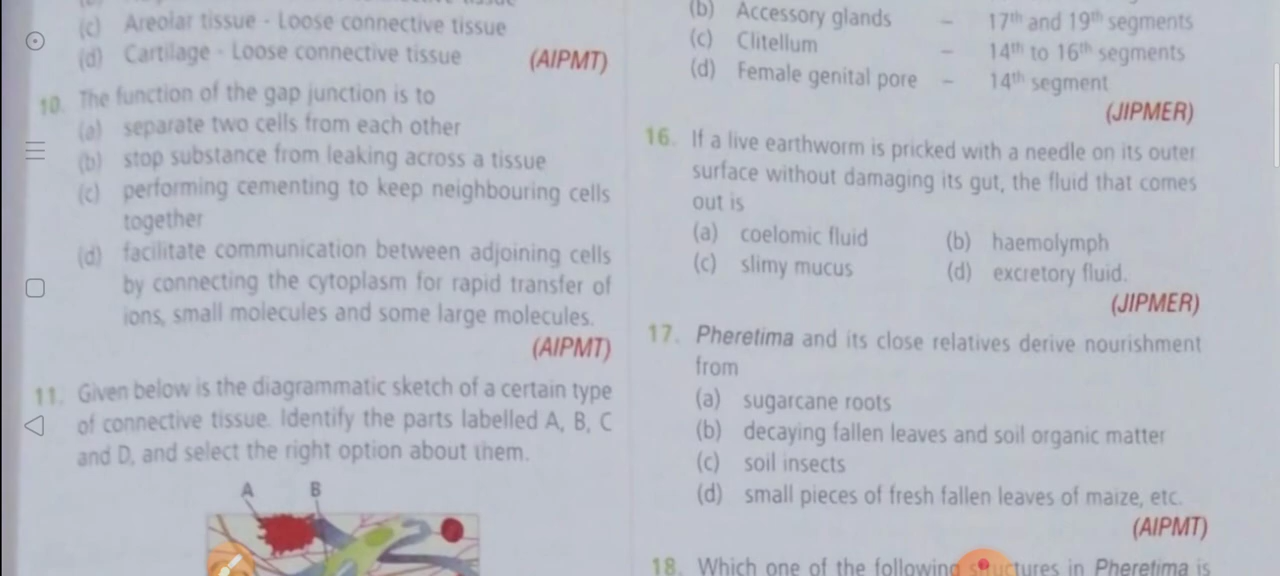 (c) Areolar tissue - Loose connective tissue
(d) Cartilage - Loose connective tissue
(AIPMT)
10. The function of the gap junction is to
(a) separate two cells from each other
(b) stop substance from leaking across a tissue
(c) performing cementing to keep neighbouring cells
together
(d) facilitate communication between adjoining cells
by connecting the cytoplasm for rapid transfer of
ions, small molecules and some large molecules.
(AIPMT)
11. Given below is the diagrammatic sketch of a certain type
of connective tissue. Identify the parts labelled A, B, C
and D, and select the right option about them.
A B
(b) Accessory glands – 17th and 19th segments
(c) Clitellum – 14th to 16th segments
(d) Female genital pore – 14th segment
(JIPMER)
16. If a live earthworm is pricked with a needle on its outer
surface without damaging its gut, the fluid that comes
out is
(a) coelomic fluid (b) haemolymph
(c) slimy mucus (d) excretory fluid.
(JIPMER)
17. Pheretima and its close relatives derive nourishment
from
(a) sugarcane roots
(b) decaying fallen leaves and soil organic matter
(c) soil insects
(d) small pieces of fresh fallen leaves of maize, etc.
(AIPMT)
18. Which one of the following structures in Pheretima is